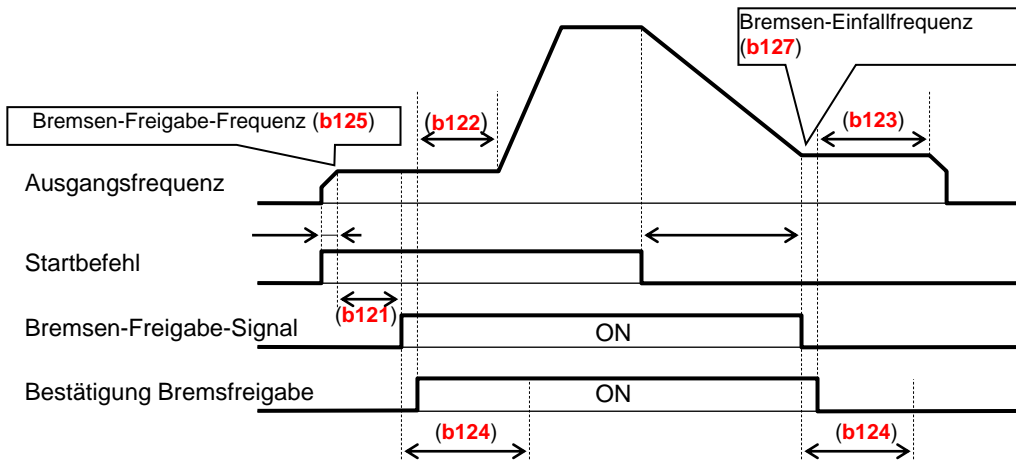 Bremsen-Einfallfrequenz
(b127)
Bremsen-Freigabe-Frequenz (b125)
(b122)
(b123)
Ausgangsfrequenz
Startbefehl
(b121)
Bremsen-Freigabe-Signal
ON
Bestätigung Bremsfreigabe
ON
(b124)
(b124)